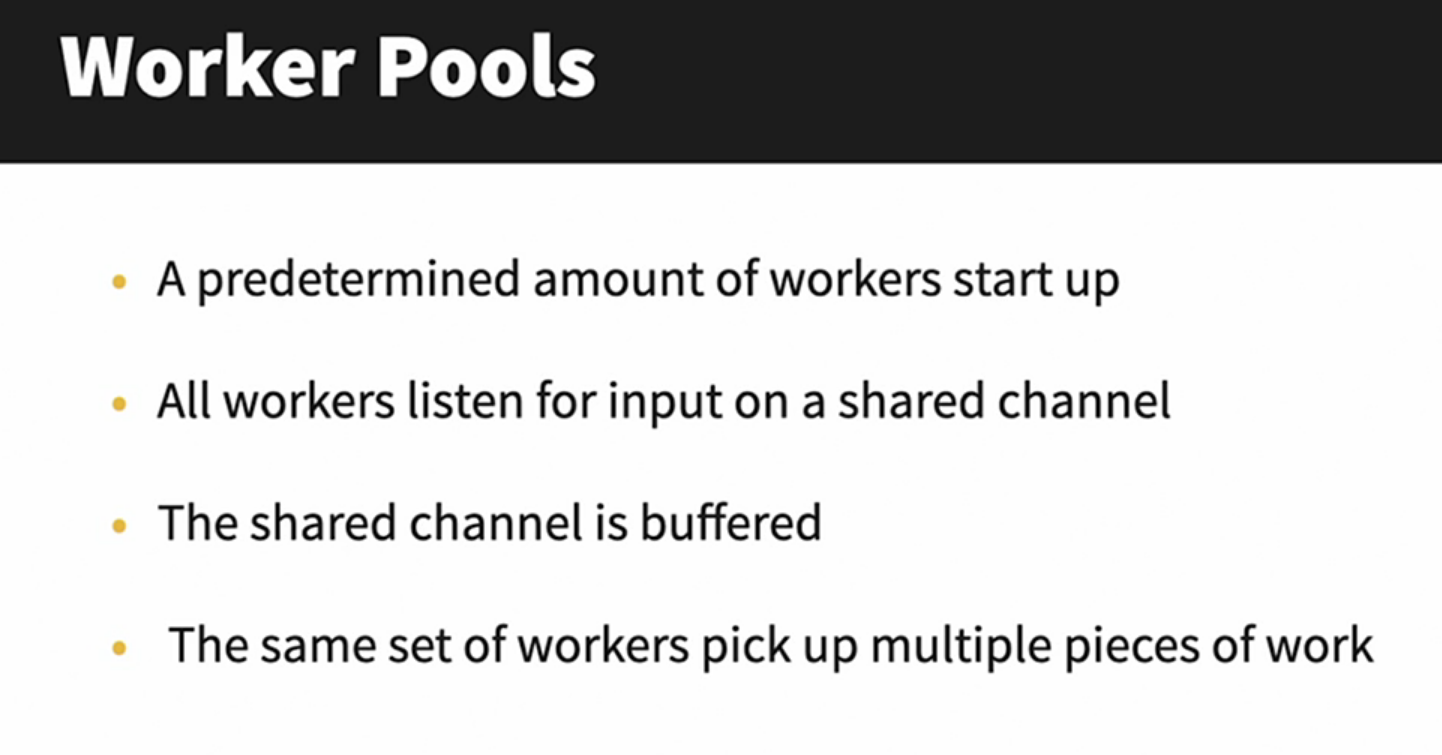 Worker Pools
• A predetermined amount of workers start up
• All workers listen for input on a shared channel
• The shared channel is buffered
• The same set of workers pick up multiple pieces of work